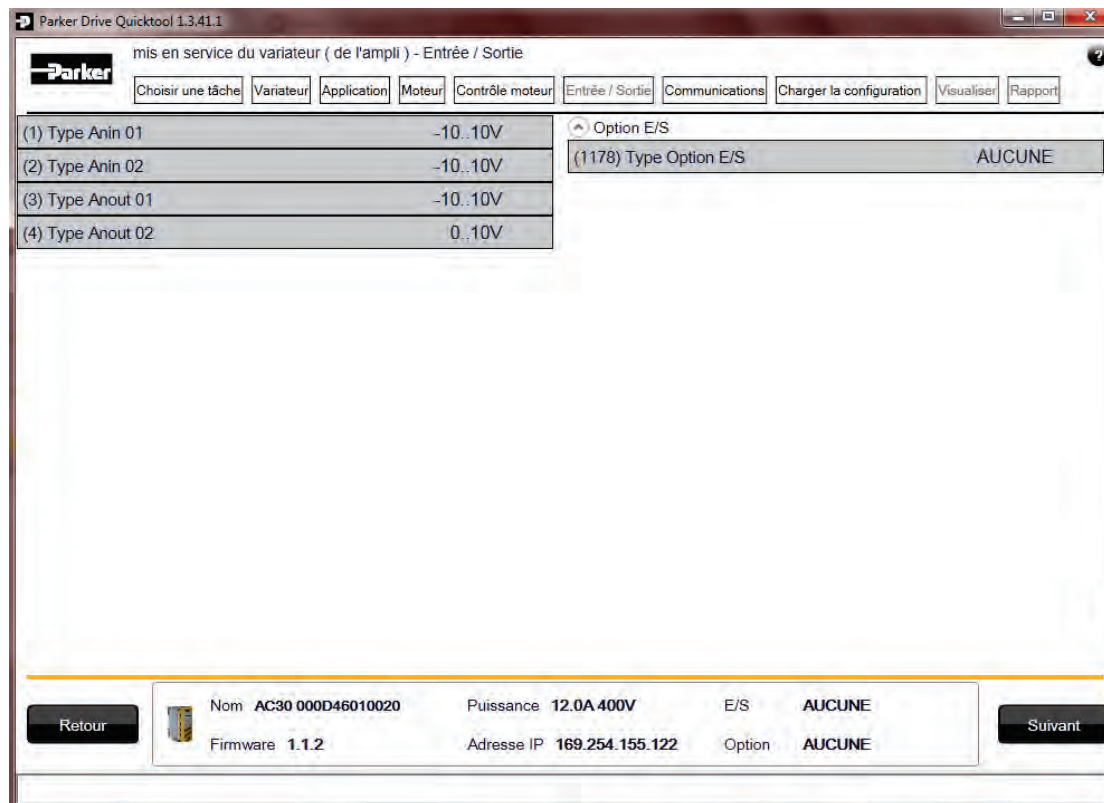 Parker Drive Quicktool 1.3.41.1
mis en service du variateur ( de l'ampli ) - Entrée / Sortie
?
Parker
Choisir une tâche Variateur Application Moteur Contrôle moteur Entrée / Sortie Communications Charger la configuration Visualiser Rapport
(1) Type Anin 01 -10..10V
(2) Type Anin 02 -10..10V
(3) Type Anout 01 -10..10V
(4) Type Anout 02 0..10V
Option E/S
(1178) Type Option E/S AUCUNE
Retour
Nom AC30 000D46010020 Puissance 12.0A 400V E/S AUCUNE
Firmware 1.1.2 Adresse IP 169.254.155.122 Option AUCUNE
Suivant